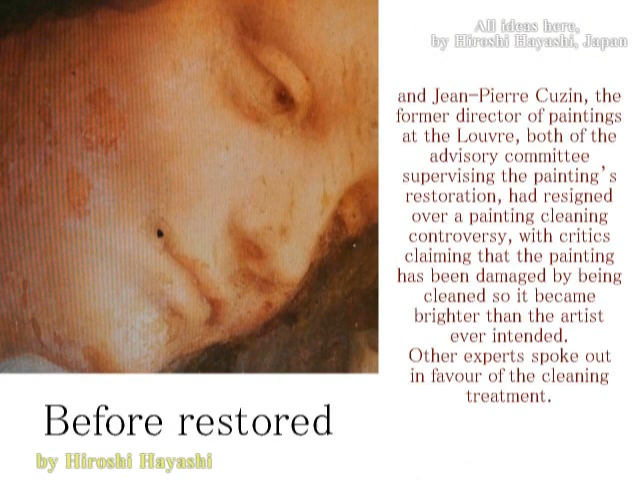 All ideas here,
by Hiroshi Hayashi, Japan
and Jean-Pierre Cuzin, the
former director of paintings
at the Louvre, both of the
advisory committee
supervising the painting's
restoration, had resigned
over a painting cleaning
controversy, with critics
claiming that the painting
has been damaged by being
cleaned so it became
brighter than the artist
ever intended.
Other experts spoke out
in favour of the cleaning
treatment.
Before restored
by Hiroshi Hayashi